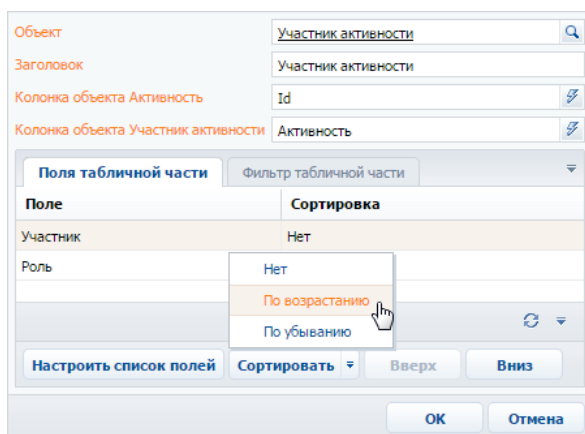 Объект Участник активности
Заголовок Участник активности
Колонка объекта Активность Id
Колонка объекта Участник активности Активность
Поля табличной части Фильтр табличной части
Поле Сортировка
Участник Нет
Роль
Нет
По возрастанию
По убыванию
Настроить список полей Сортировать Вверх Вниз
ОК Отмена